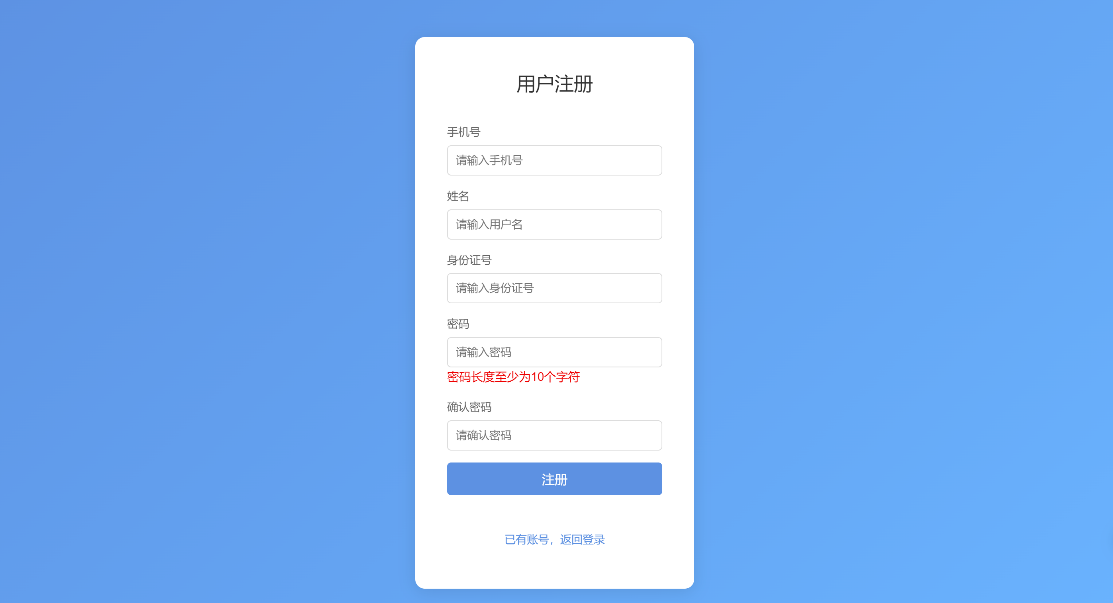 用户注册
手机号
请输入手机号
姓名
请输入用户名
身份证号
请输入身份证号
密码
请输入密码
密码长度至少为10个字符
确认密码
请确认密码
注册
已有账号，返回登录